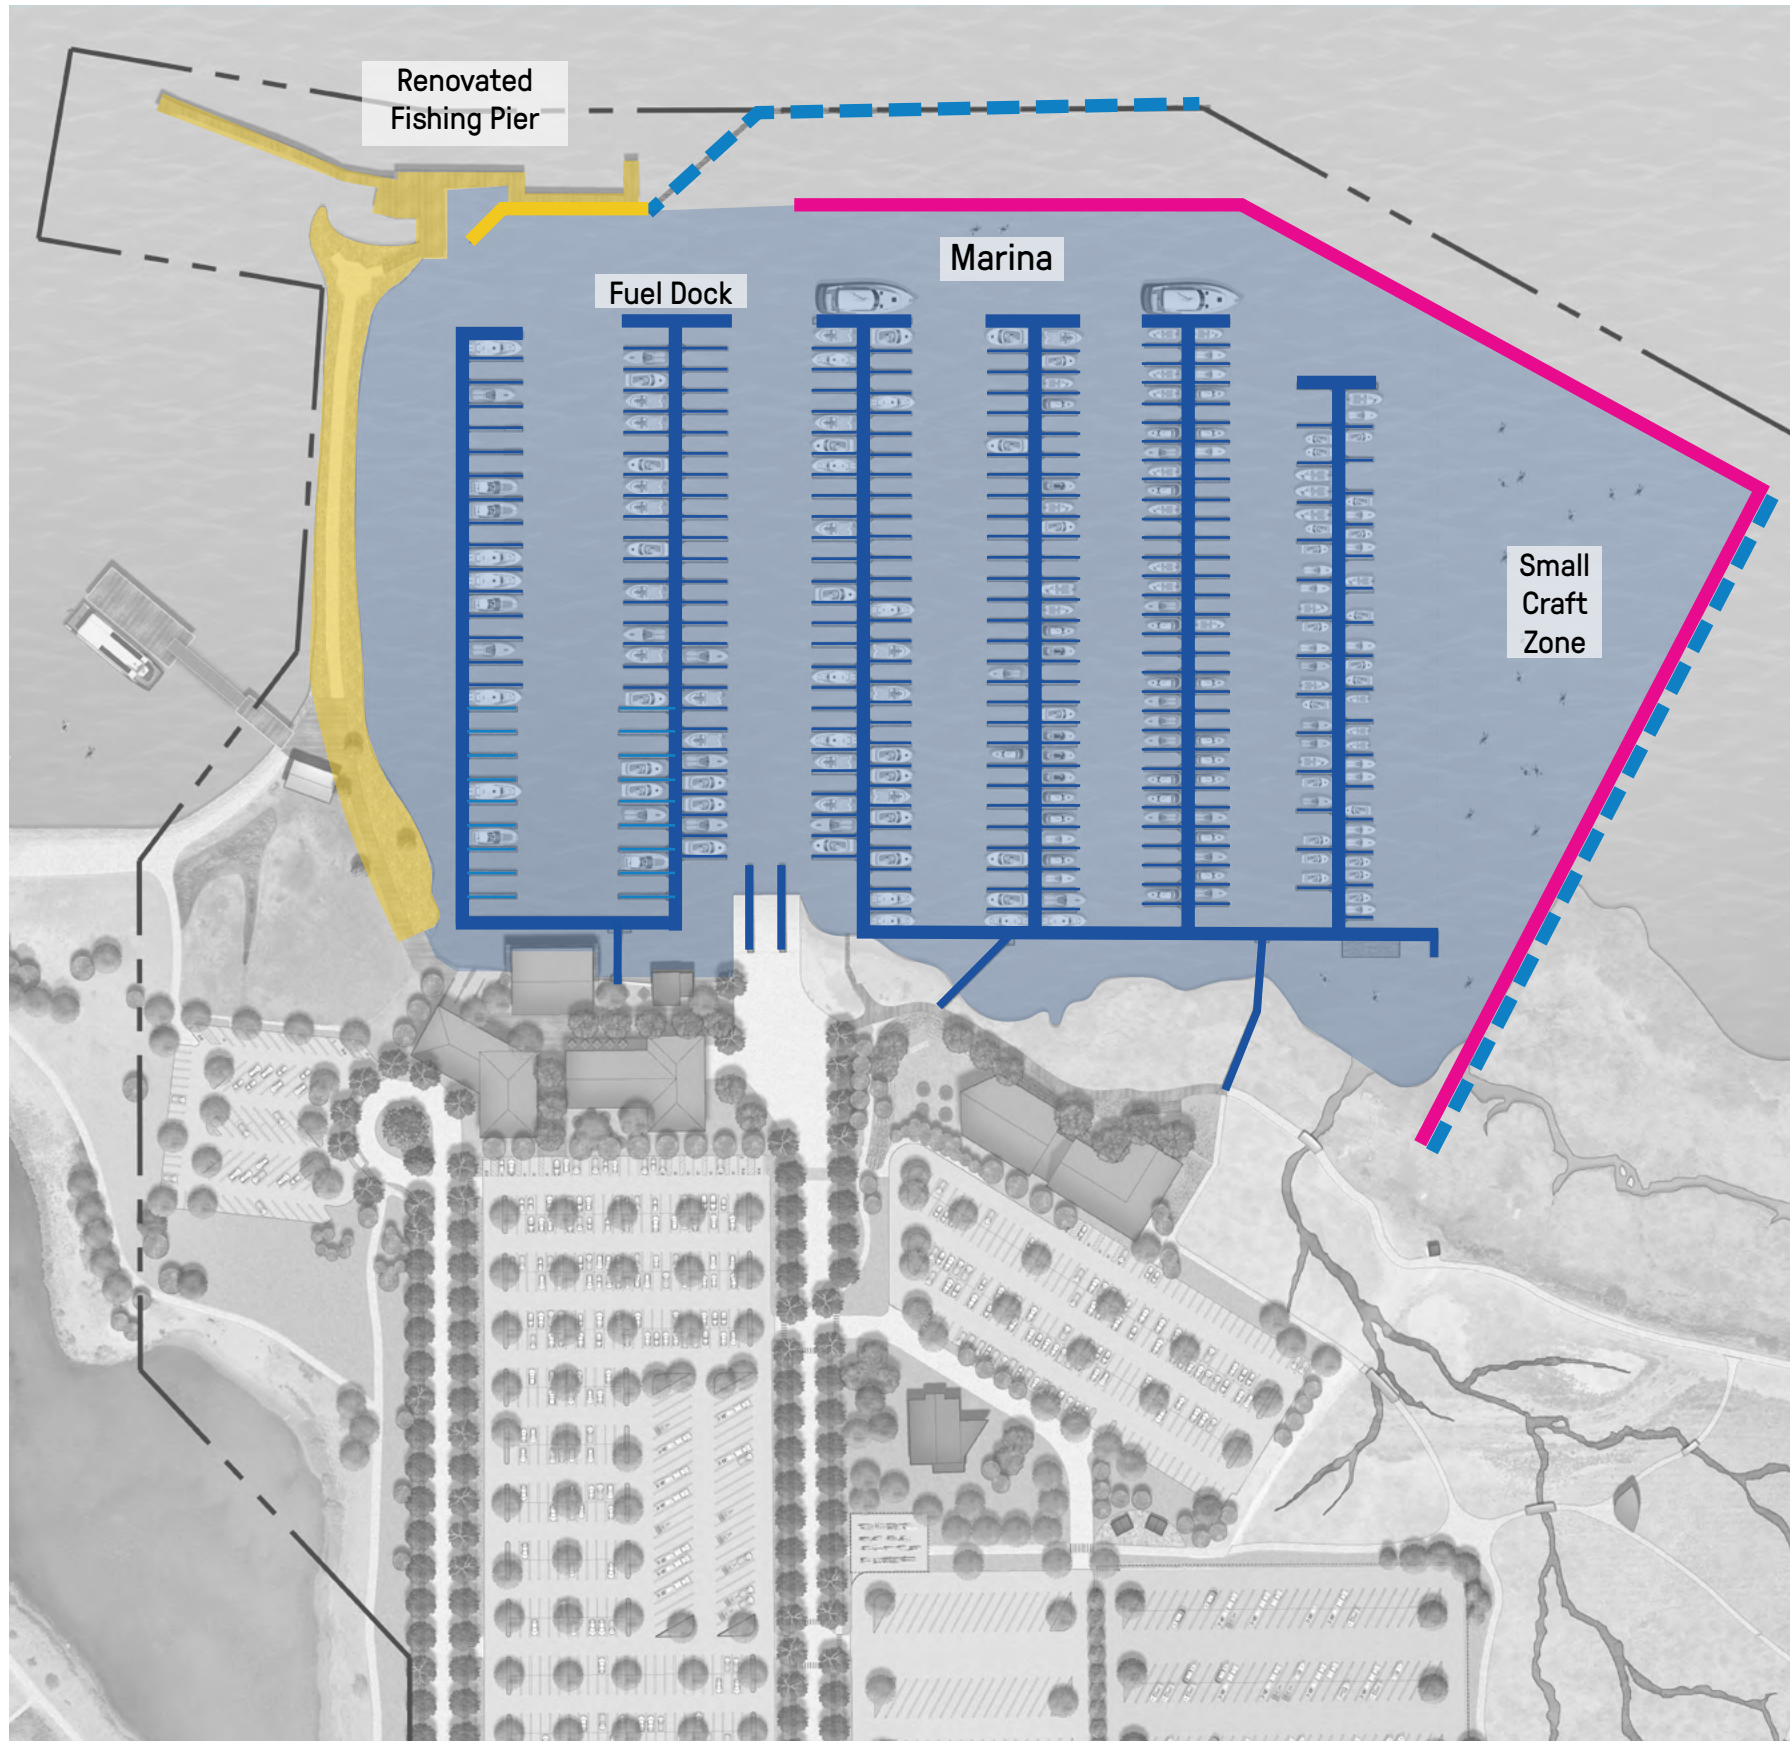 Renovated
Fishing Pier
Marina
Fuel Dock
Small
Craft
Zone